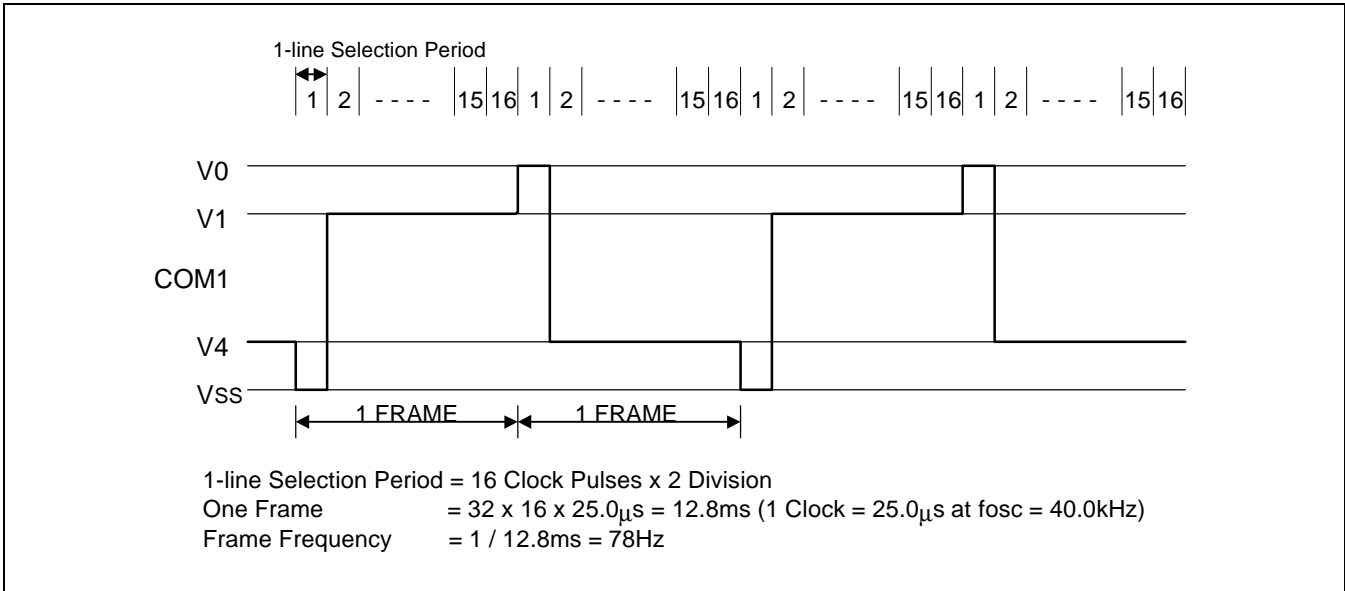 1-line Selection Period
1 2 - - - - 15 16 1 2 - - - - 15 16 1 2 - - - - 15 16 1 2 - - - - 15 16
V0
V1
COM1
V4
VSS
1 FRAME 1 FRAME
1-line Selection Period = 16 Clock Pulses x 2 Division
One Frame = 32 x 16 x 25.0μs = 12.8ms (1 Clock = 25.0μs at fosc = 40.0kHz)
Frame Frequency = 1 / 12.8ms = 78Hz